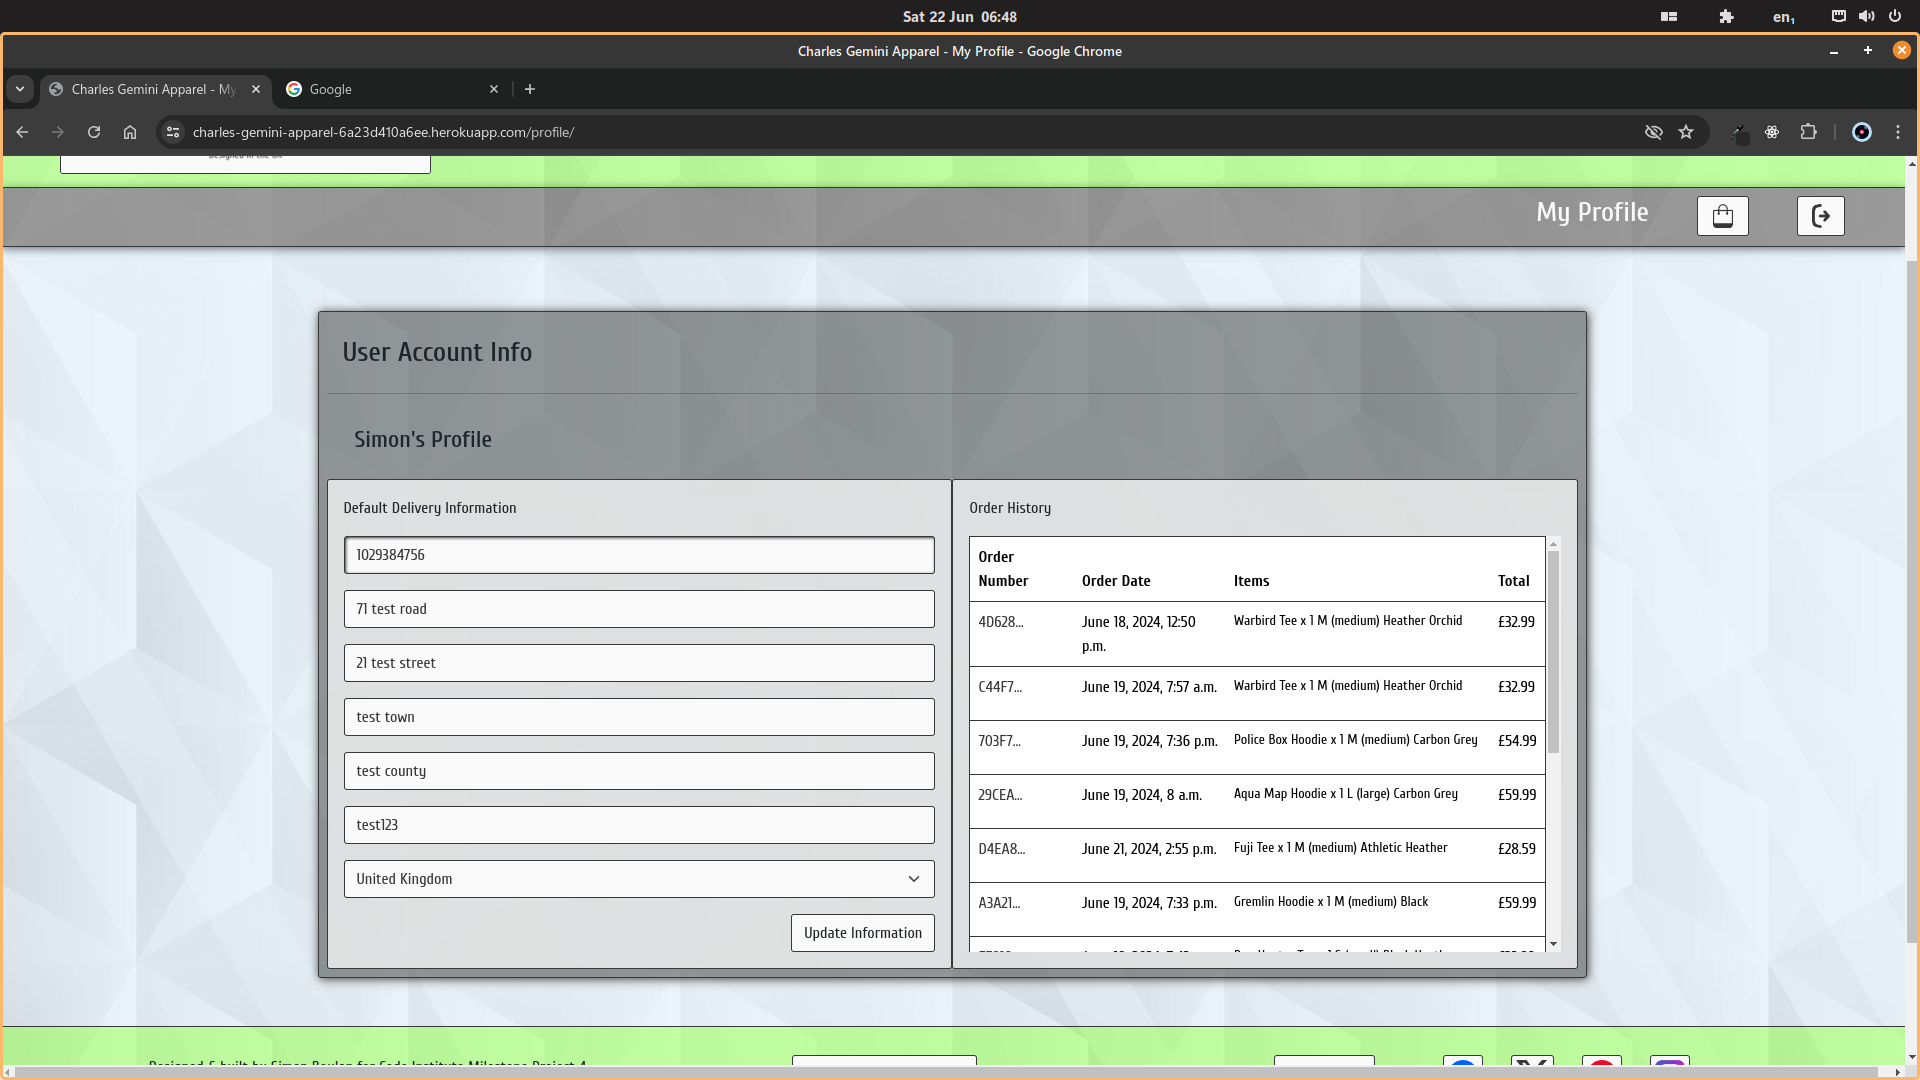 Sat 22 Jun 06:48
en1
Charles Gemini Apparel - My Profile - Google Chrome
Charles Gemini Apparel - My
Google
charles-gemini-apparel-6a23d410a6ee.herokuapp.com/profile/
My Profile
User Account Info
Simon's Profile
Default Delivery Information
1029384756
71 test road
21 test street
test town
test county
test123
United Kingdom
Update Information
Order History
Order Number Order Date Items Total
4D628... June 18, 2024, 12:50 p.m. Warbird Tee x 1 M (medium) Heather Orchid £32.99
C44F7... June 19, 2024, 7:57 a.m. Warbird Tee x 1 M (medium) Heather Orchid £32.99
703F7... June 19, 2024, 7:36 p.m. Police Box Hoodie x 1 M (medium) Carbon Grey £54.99
29CEA... June 19, 2024, 8 a.m. Aqua Map Hoodie x 1 L (large) Carbon Grey £59.99
D4EA8... June 21, 2024, 2:55 p.m. Fuji Tee x 1 M (medium) Athletic Heather £28.59
A3A21... June 19, 2024, 7:33 p.m. Gremlin Hoodie x 1 M (medium) Black £59.99